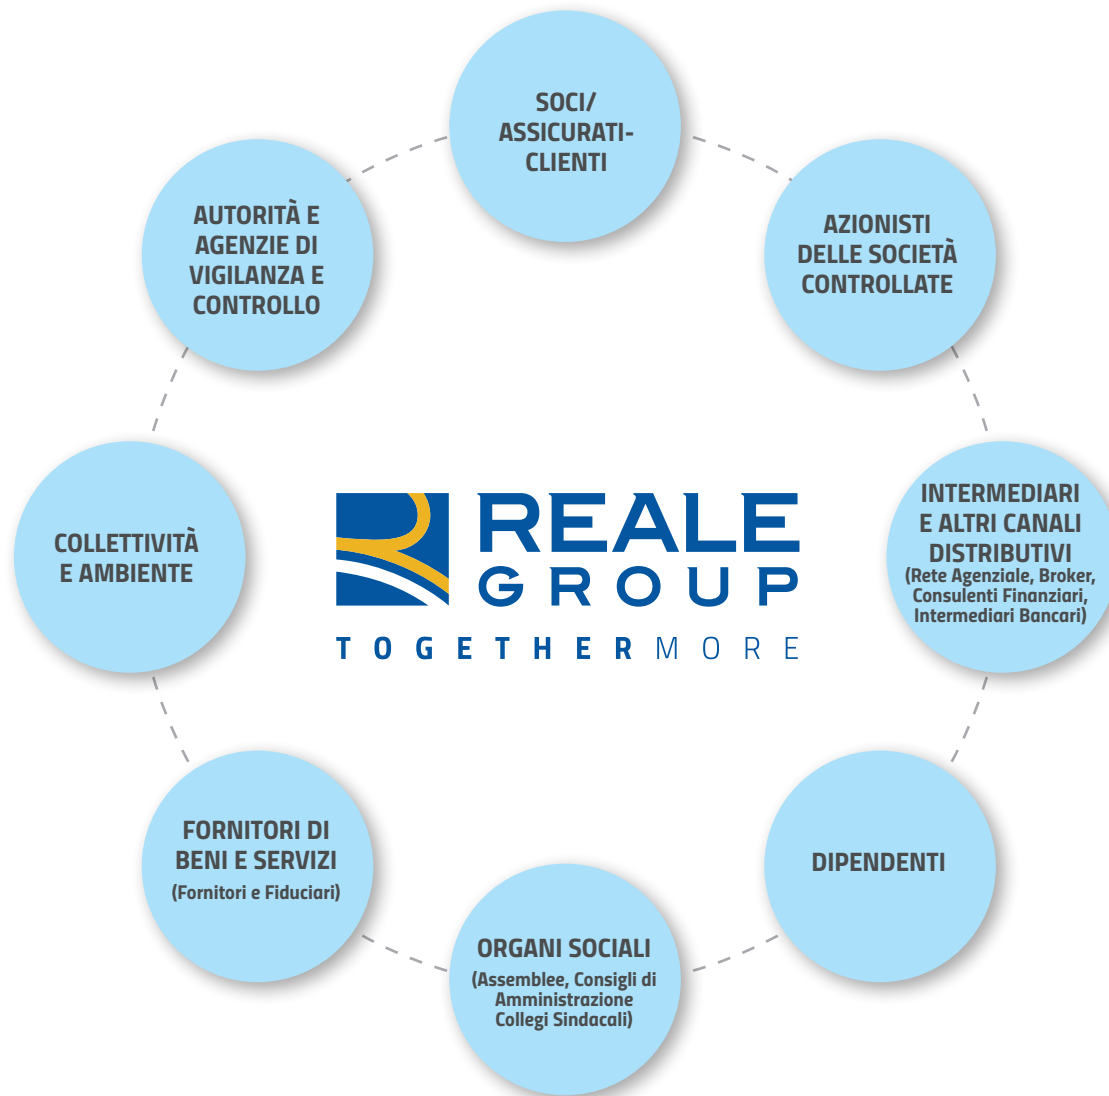 SOCI/
ASSICURATI-
CLIENTI
AUTORITÀ E
AGENZIE DI
VIGILANZA E
CONTROLLO
AZIONISTI
DELLE SOCIETÀ
CONTROLLATE
COLLETTIVITÀ
E AMBIENTE
REALE
GROUP
TOGETHERMORE
INTERMEDIARI
E ALTRI CANALI
DISTRIBUTIVI
(Rete Agenziale, Broker,
Consulenti Finanziari,
Intermediari Bancari)
FORNITORI DI
BENI E SERVIZI
(Fornitori e Fiduciari)
DIPENDENTI
ORGANI SOCIALI
(Assemblee, Consigli di
Amministrazione
Collegi Sindacali)